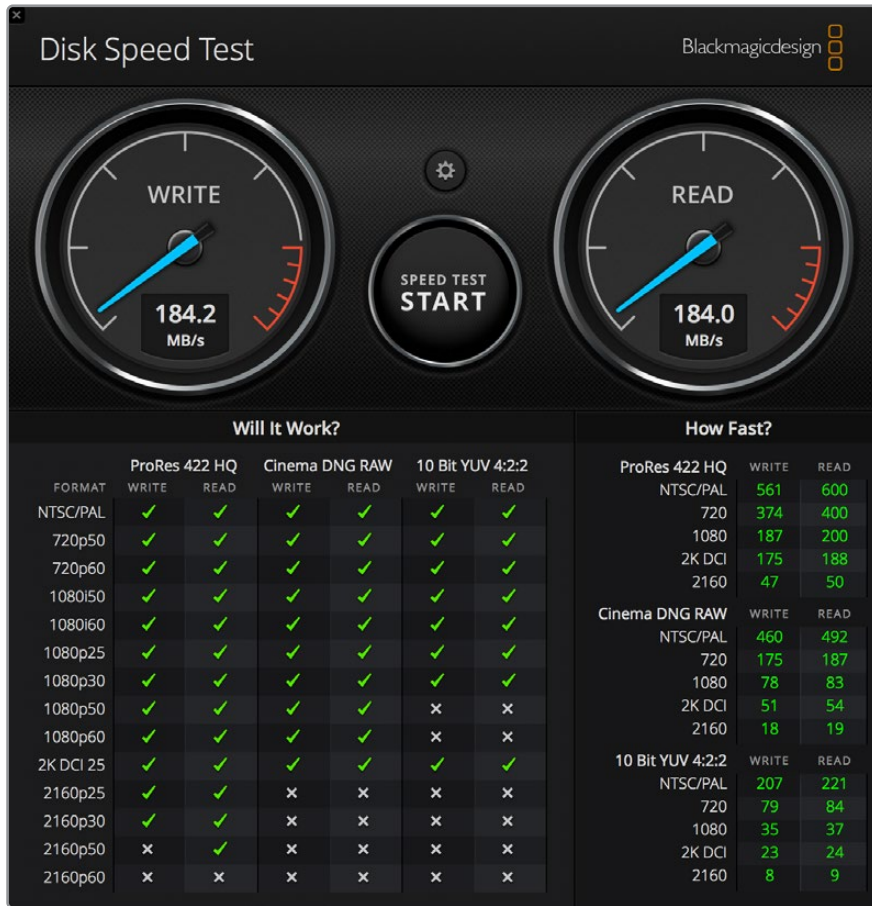 Disk Speed Test
Blackmagicdesign
WRITE
184.2
MB/s
SPEED TEST
START
READ
184.0
MB/s
Will It Work?
ProRes 422 HQ Cinema DNG RAW 10 Bit YUV 4:2:2
FORMAT WRITE READ WRITE READ WRITE READ
NTSC/PAL ✓ ✓ ✓ ✓ ✓ ✓
720p50 ✓ ✓ ✓ ✓ ✓ ✓
720p60 ✓ ✓ ✓ ✓ ✓ ✓
1080i50 ✓ ✓ ✓ ✓ ✓ ✓
1080i60 ✓ ✓ ✓ ✓ ✓ ✓
1080p25 ✓ ✓ ✓ ✓ ✓ ✓
1080p30 ✓ ✓ ✓ ✓ ✓ ✓
1080p50 ✓ ✓ ✓ ✓ × ×
1080p60 ✓ ✓ ✓ ✓ × ×
2K DCI 25 ✓ ✓ ✓ ✓ ✓ ✓
2160p25 ✓ ✓ × × × ×
2160p30 ✓ ✓ × × × ×
2160p50 × ✓ × × × ×
2160p60 × × × × × ×
How Fast?
ProRes 422 HQ WRITE READ
NTSC/PAL 561 600
720 374 400
1080 187 200
2K DCI 175 188
2160 47 50
Cinema DNG RAW WRITE READ
NTSC/PAL 460 492
720 175 187
1080 78 83
2K DCI 51 54
2160 18 19
10 Bit YUV 4:2:2 WRITE READ
NTSC/PAL 207 221
720 79 84
1080 35 37
2K DCI 23 24
2160 8 9